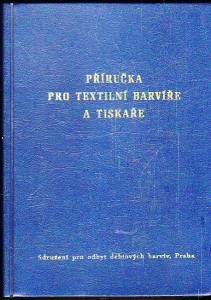 PŘÍRUČKA
PRO TEXTILNÍ BARVÍŘE
A TISKAŘE
Sdružení pro odbyt dehtových barviv, Praha